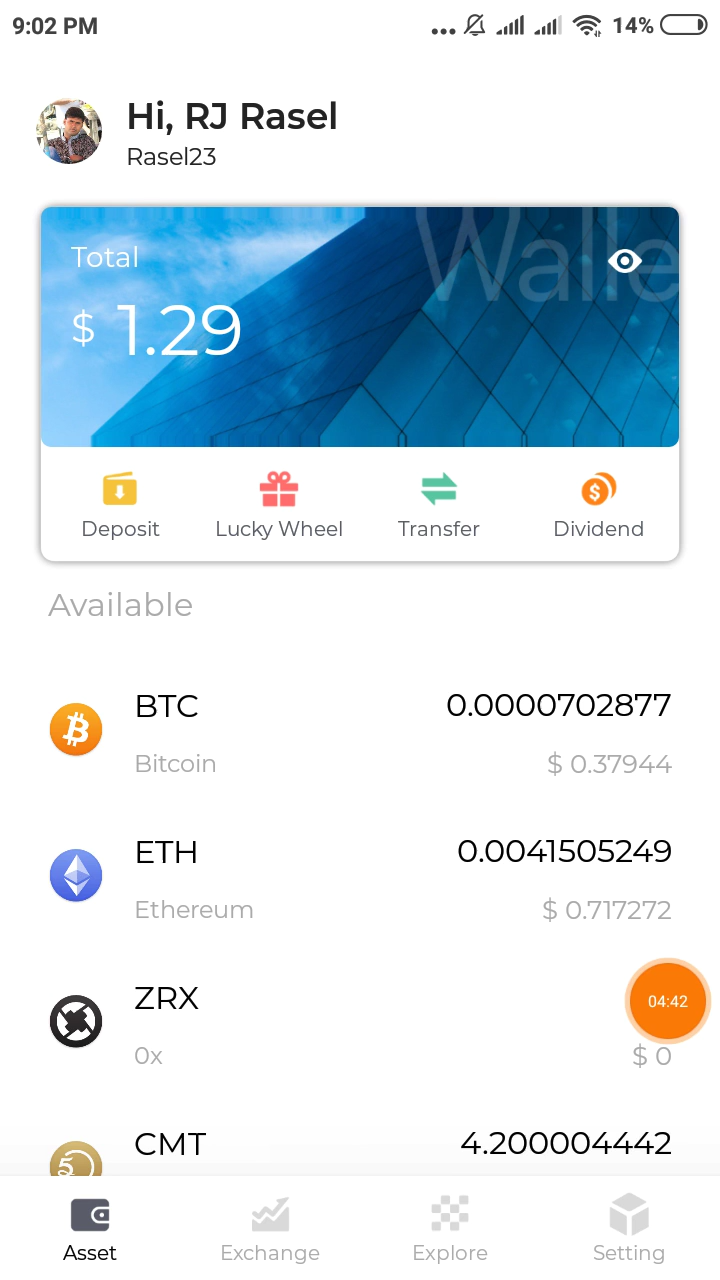 9:02 PM 14%
Hi, RJ Rasel
Rasel23
Walle
Total
$ 1.29
Deposit Lucky Wheel Transfer Dividend
Available
BTC 0.0000702877
Bitcoin $ 0.37944
ETH 0.0041505249
Ethereum $ 0.717272
ZRX 04:42
0x $ 0
CMT 4.200004442
Asset Exchange Explore Setting